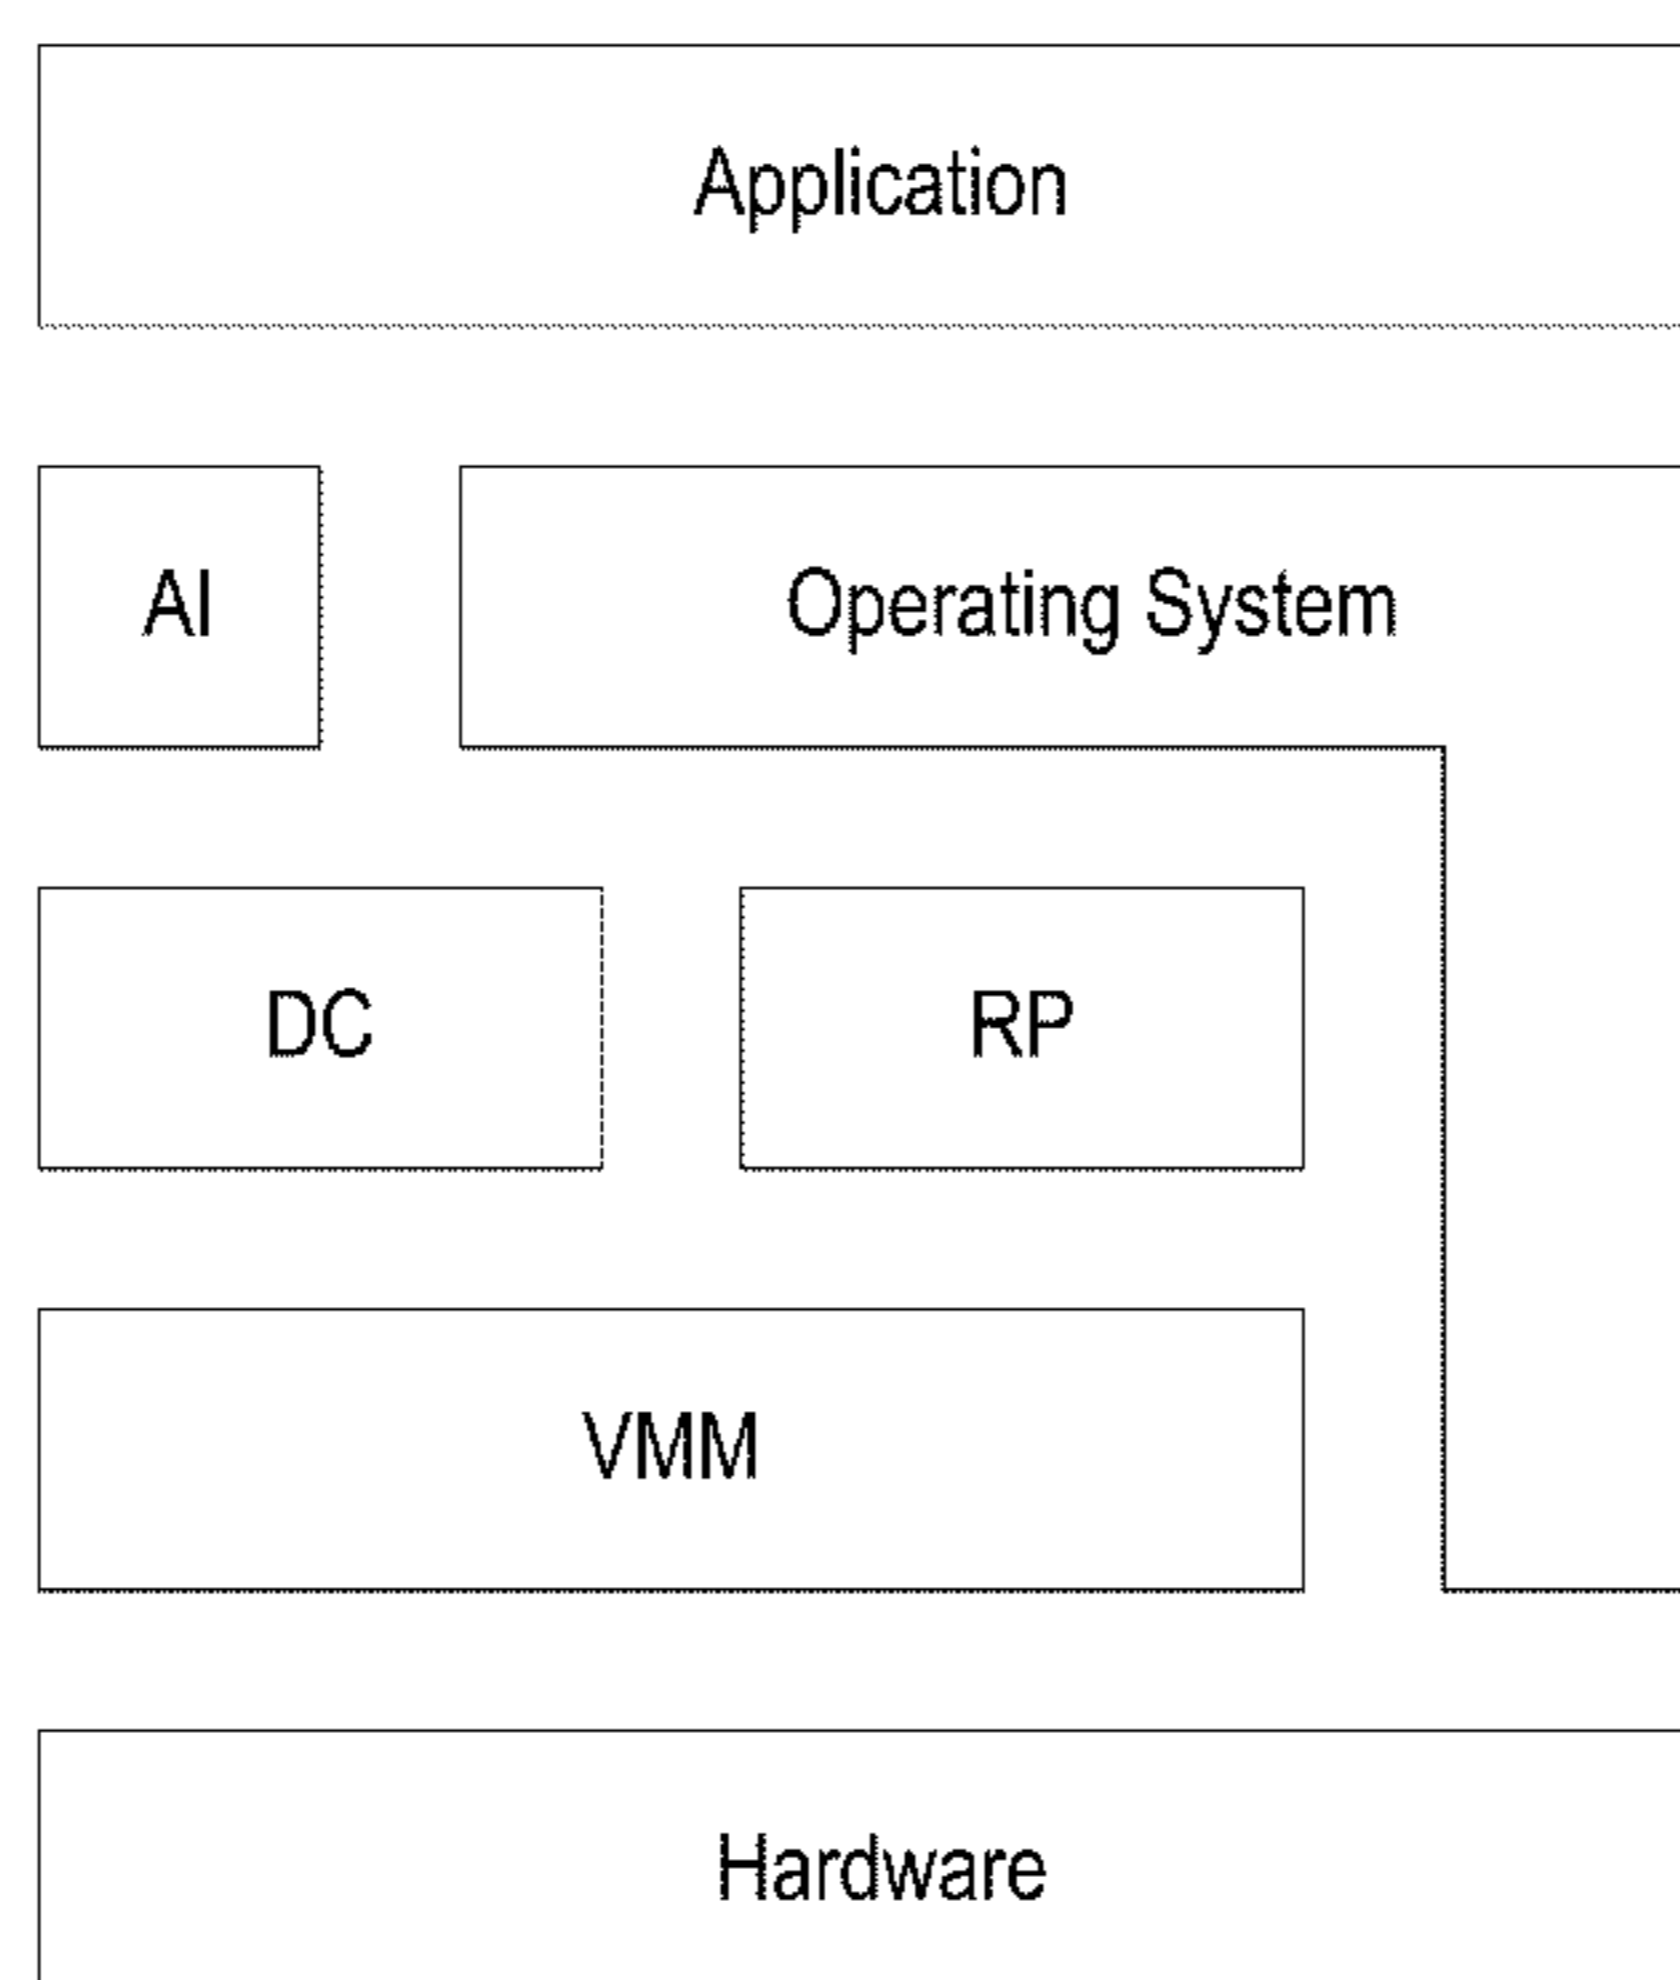 Application
AI
Operating System
DC
RP
VMM
Hardware